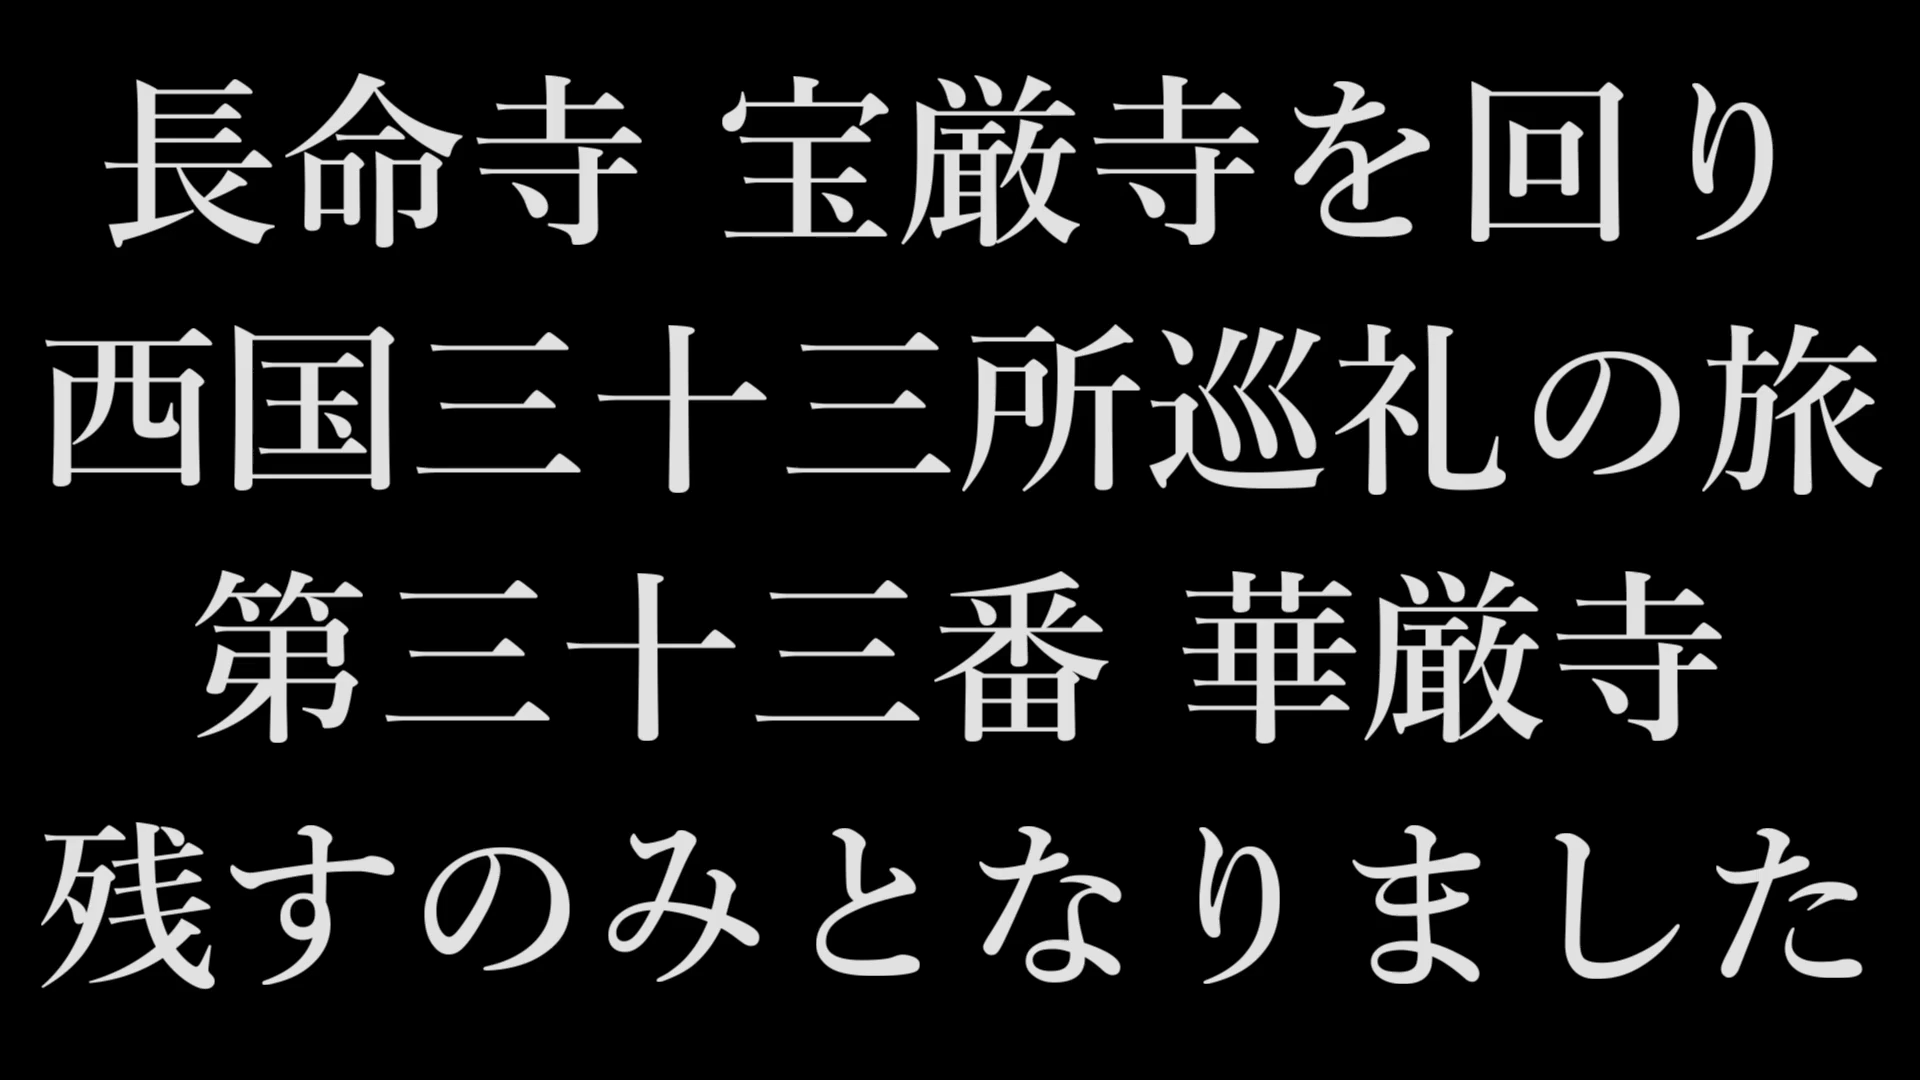 長命寺 宝厳寺を回り
西国三十三所巡礼の旅
第三十三番 華厳寺
残すのみとなりました